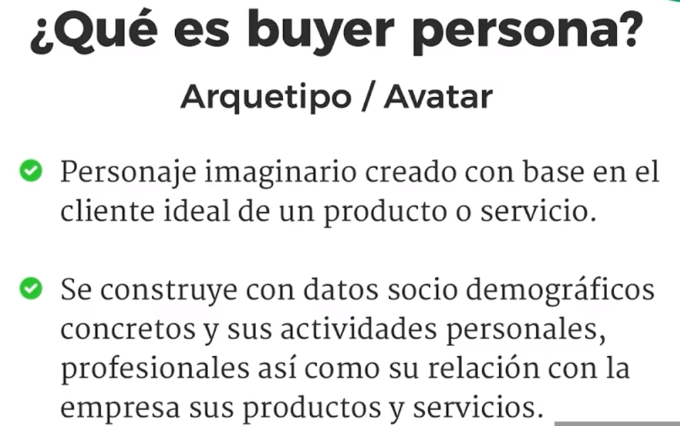 ¿Qué es buyer persona?
Arquetipo / Avatar
Personaje imaginario creado con base en el
cliente ideal de un producto o servicio.
Se construye con datos socio demográficos
concretos y sus actividades personales,
profesionales así como su relación con la
empresa sus productos y servicios.